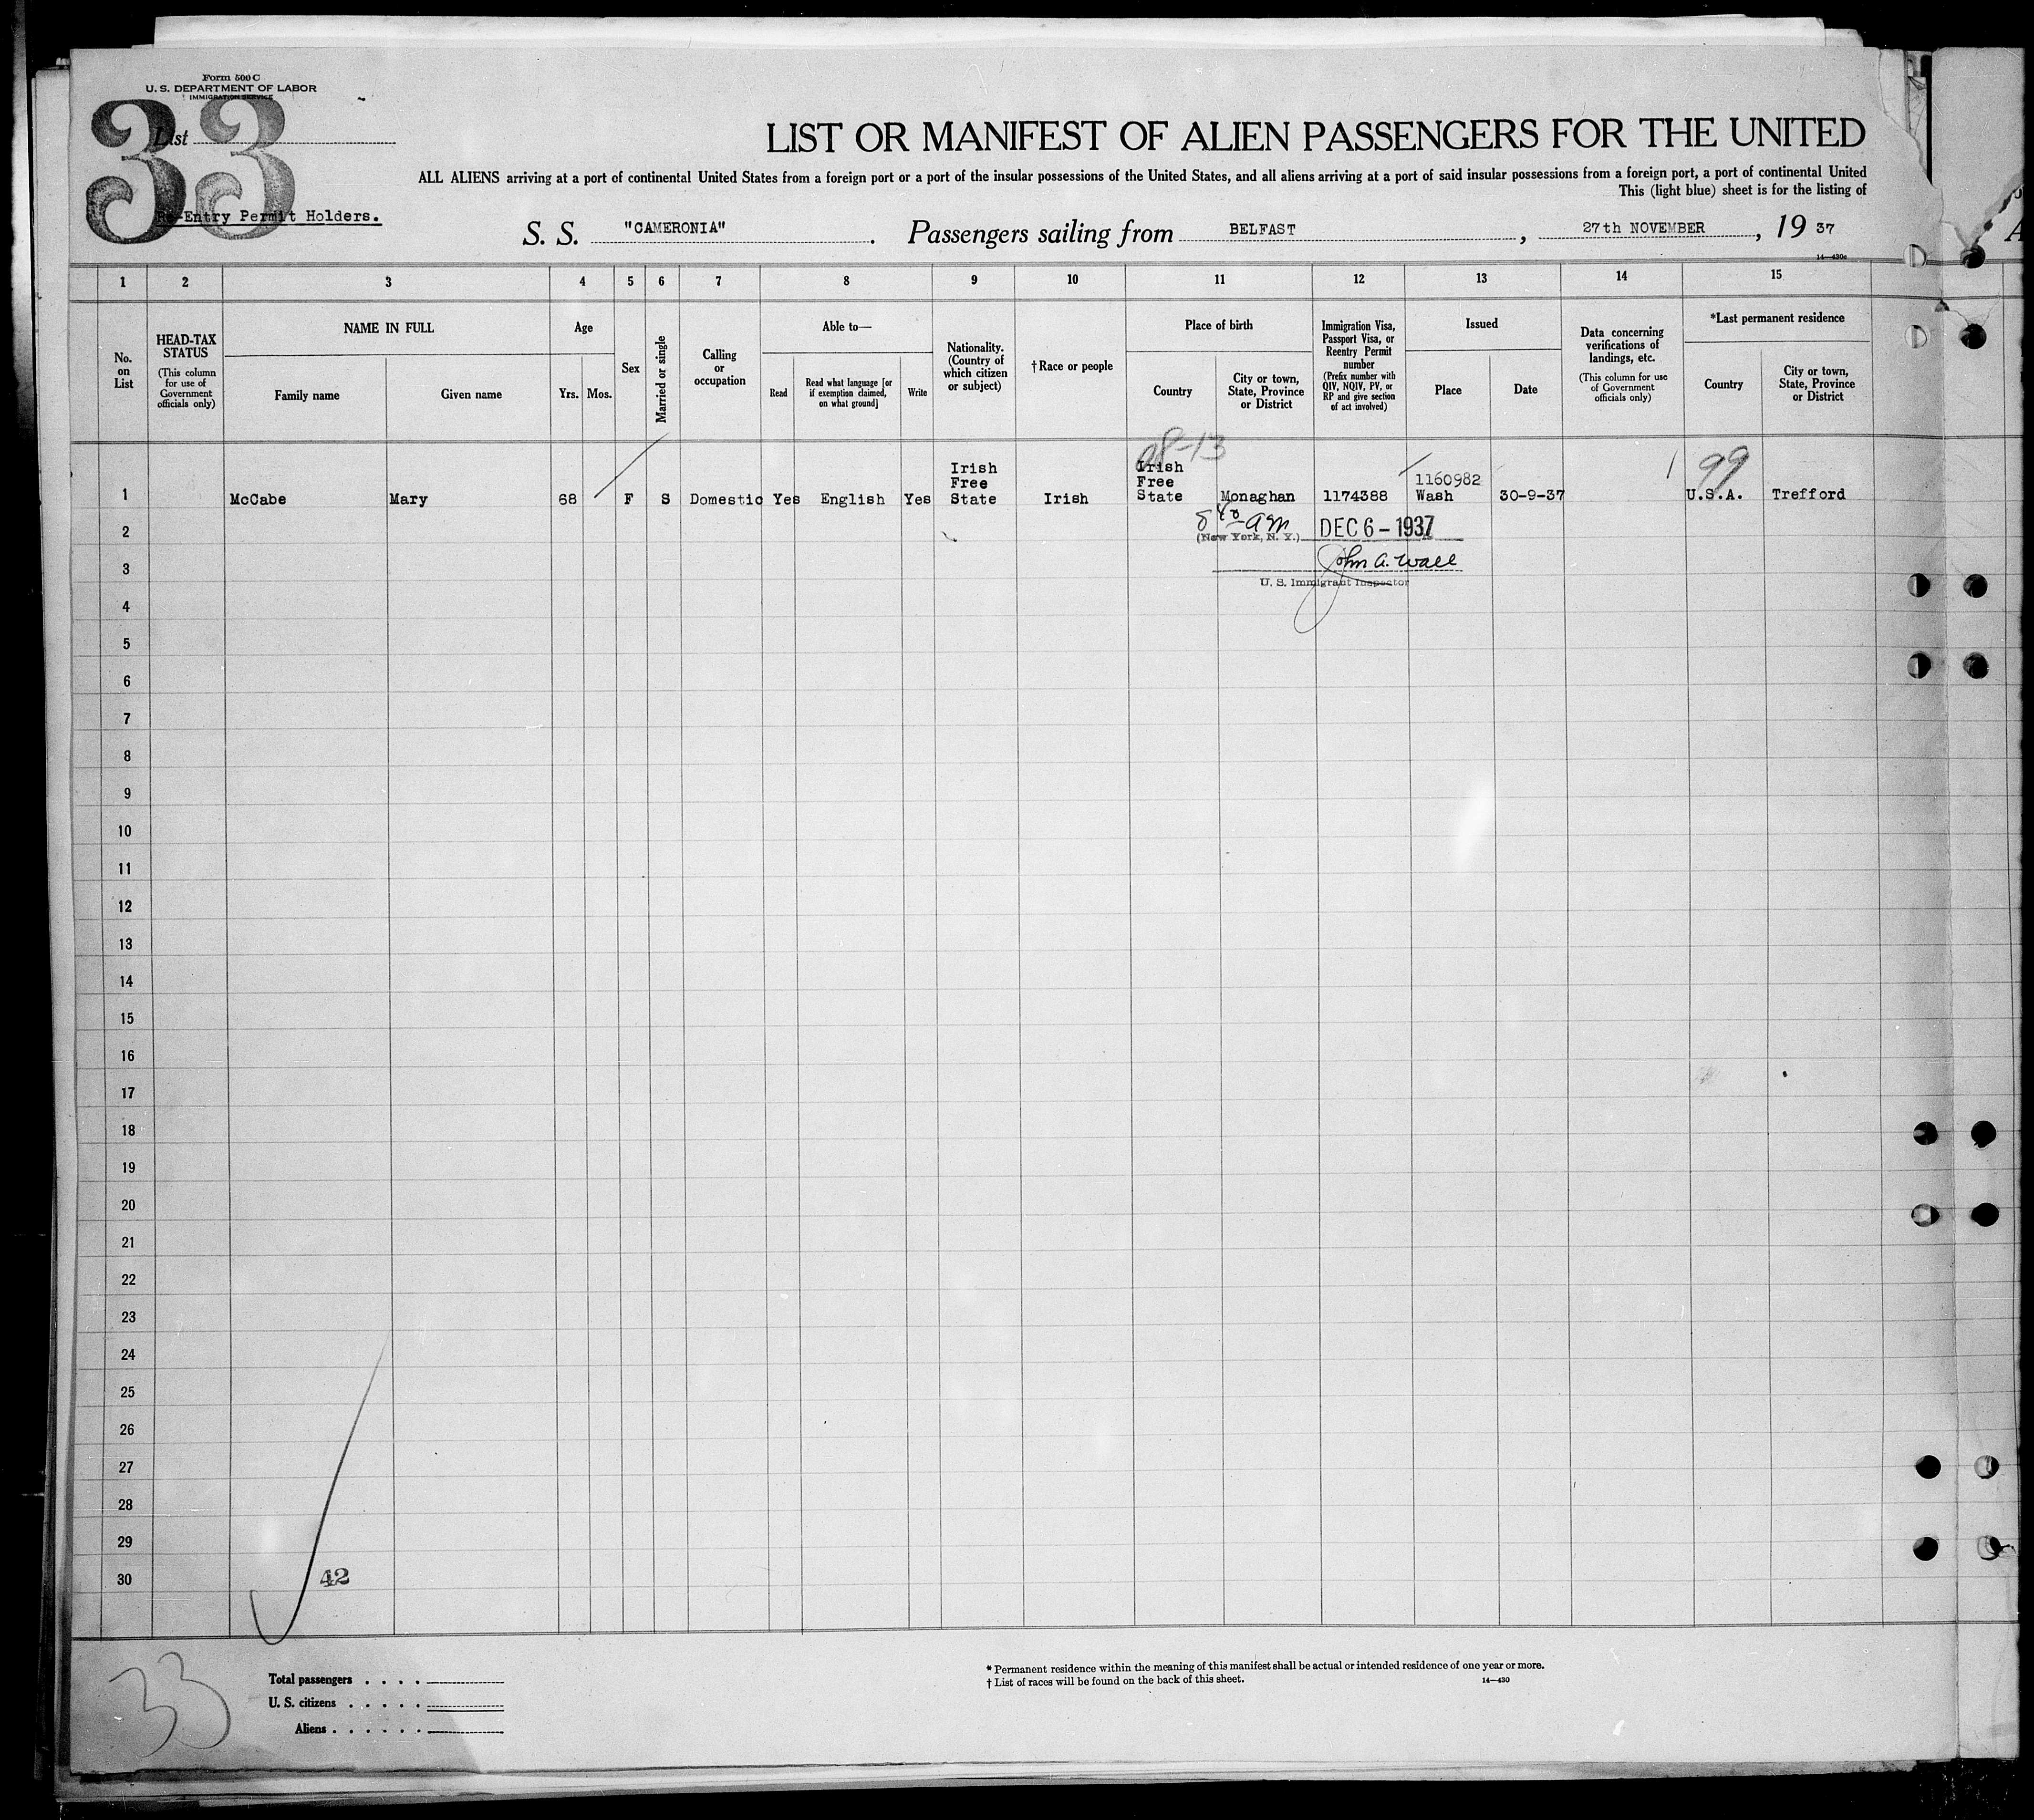 Form 500 C
U. S. DEPARTMENT OF LABOR
IMMIGRATION SERVICE
33
List
Re-Entry Permit Holders.
LIST OR MANIFEST OF ALIEN PASSENGERS FOR THE UNITED
ALL ALIENS arriving at a port of continental United States from a foreign port or a port of the insular possessions of the United States, and all aliens arriving at a port of said insular possessions from a foreign port, a port of continental United
This (light blue) sheet is for the listing of
S. S. "CAMERONIA". Passengers sailing from BELFAST, 27th NOVEMBER, 19 37
14—430c
1 2 3 4 5 6 7 8 9 10 11 12 13 14 15
No. on List
HEAD-TAX STATUS
(This column for use of Government officials only)
NAME IN FULL
Family name Given name
Age
Yrs. Mos.
Sex
Married or single
Calling or occupation
Able to—
Read
Read what language [or if exemption claimed, on what ground]
Write
Nationality. (Country of which citizen or subject)
†Race or people
Place of birth
Country
City or town, State, Province or District
Immigration Visa, Passport Visa, or Reentry Permit number
(Prefix number with QIV, NQIV, PV, or RP and give section of act involved)
Issued
Place Date
Data concerning verifications of landings, etc.
(This column for use of Government officials only)
*Last permanent residence
Country
City or town, State, Province or District
08-13
99
1 McCabe Mary 68 F S Domestic Yes English Yes Irish Free State Irish Irish Free State Monaghan 1174388 1160982 Wash 30-9-37 U.S.A. Trefford
2
(New York, N. Y.) DEC 6 - 1937
3
John A. Wall
U. S. Immigrant Inspector
4
5
6
7
8
9
10
11
12
13
14
15
16
17
18
19
20
21
22
23
24
25
26
27
28
29
30
42
33
Total passengers
U. S. citizens
Aliens
* Permanent residence within the meaning of this manifest shall be actual or intended residence of one year or more.
† List of races will be found on the back of this sheet.
14—430